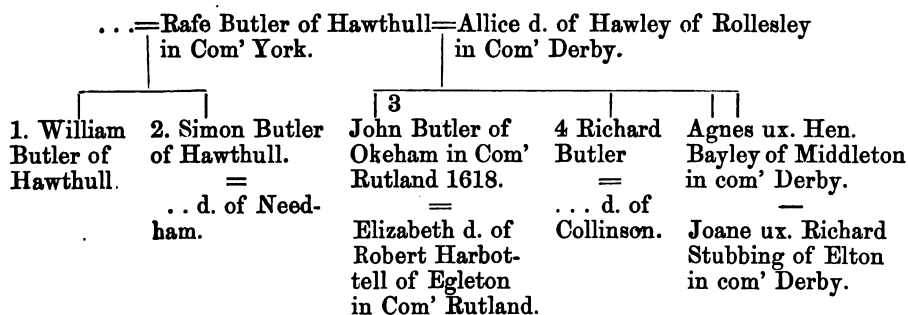 ...=Rafe Butler of Hawthull=Allice d. of Hawley of Rollesley
in Com' York.
in Com' Derby.
1. William
Butler of
Hawthull.
2. Simon Butler
of Hawthull.
=
.. d. of Need-
ham.
3
John Butler of
Okeham in Com'
Rutland 1618.
=
Elizabeth d. of
Robert Harbot-
tell of Egleton
in Com' Rutland.
4 Richard
Butler
=
... d. of
Collinson.
Agnes ux. Hen.
Bayley of Middleton
in com' Derby.
—
Joane ux. Richard
Stubbing of Elton
in com' Derby.